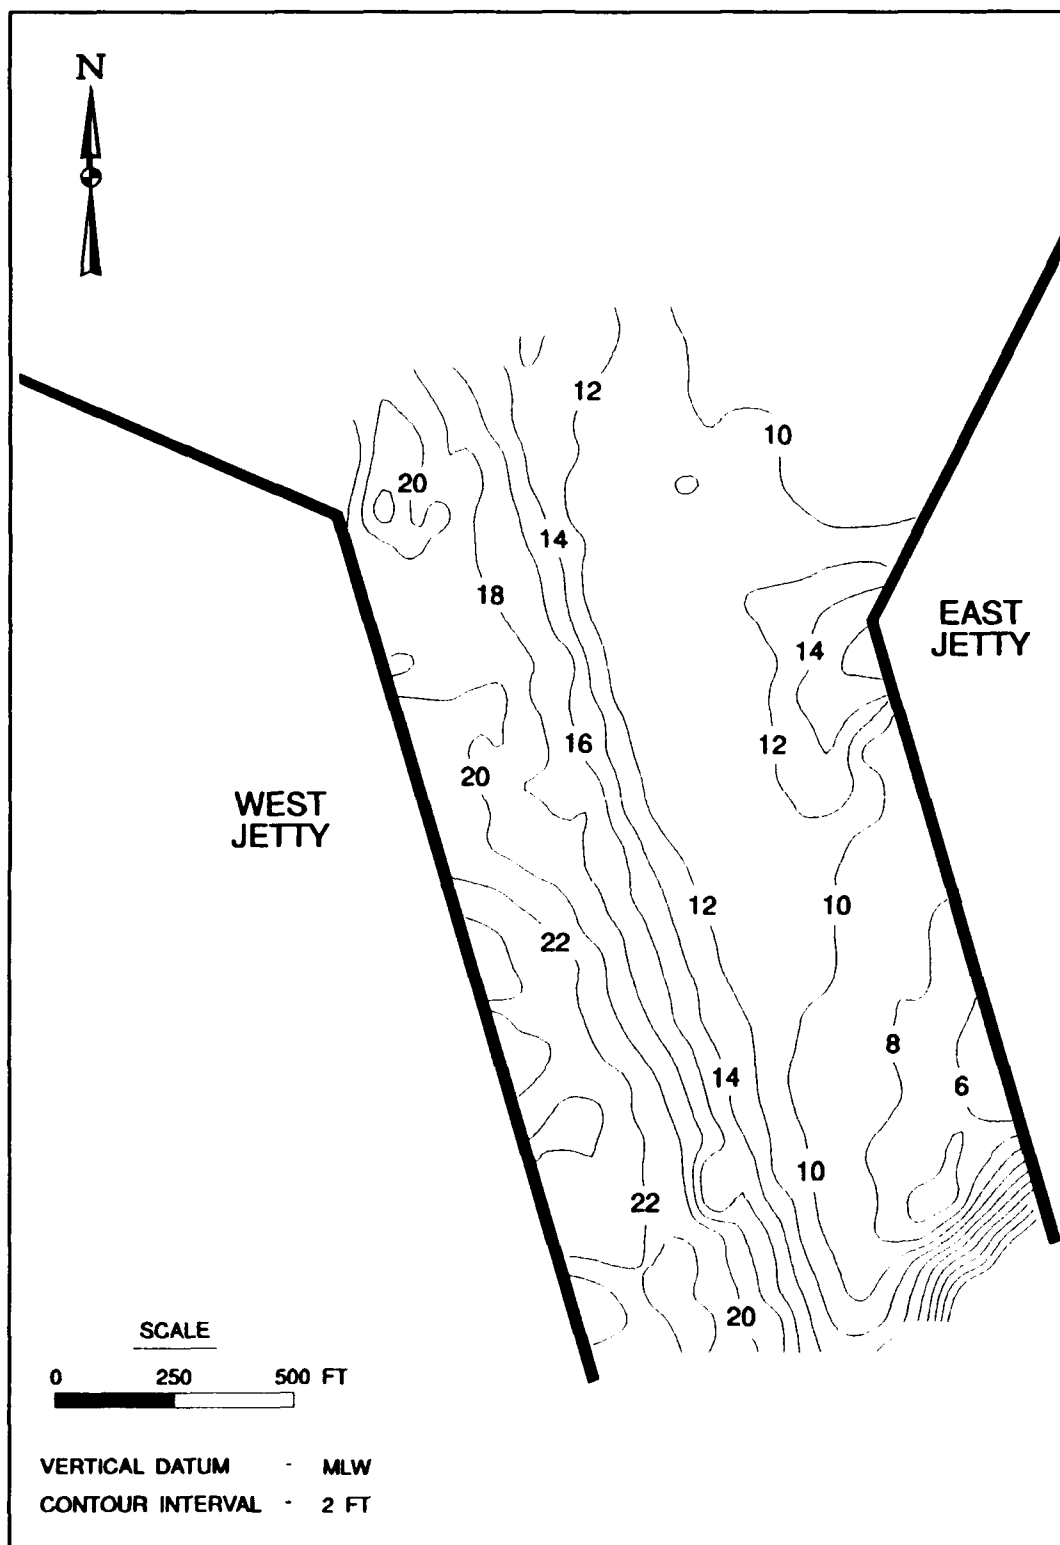 N
12
10
20
14
18
EAST
JETTY
14
16
12
20
WEST
JETTY
12
10
22
8
14
6
10
22
20
SCALE
0 250 500 FT
VERTICAL DATUM - MLW
CONTOUR INTERVAL - 2 FT